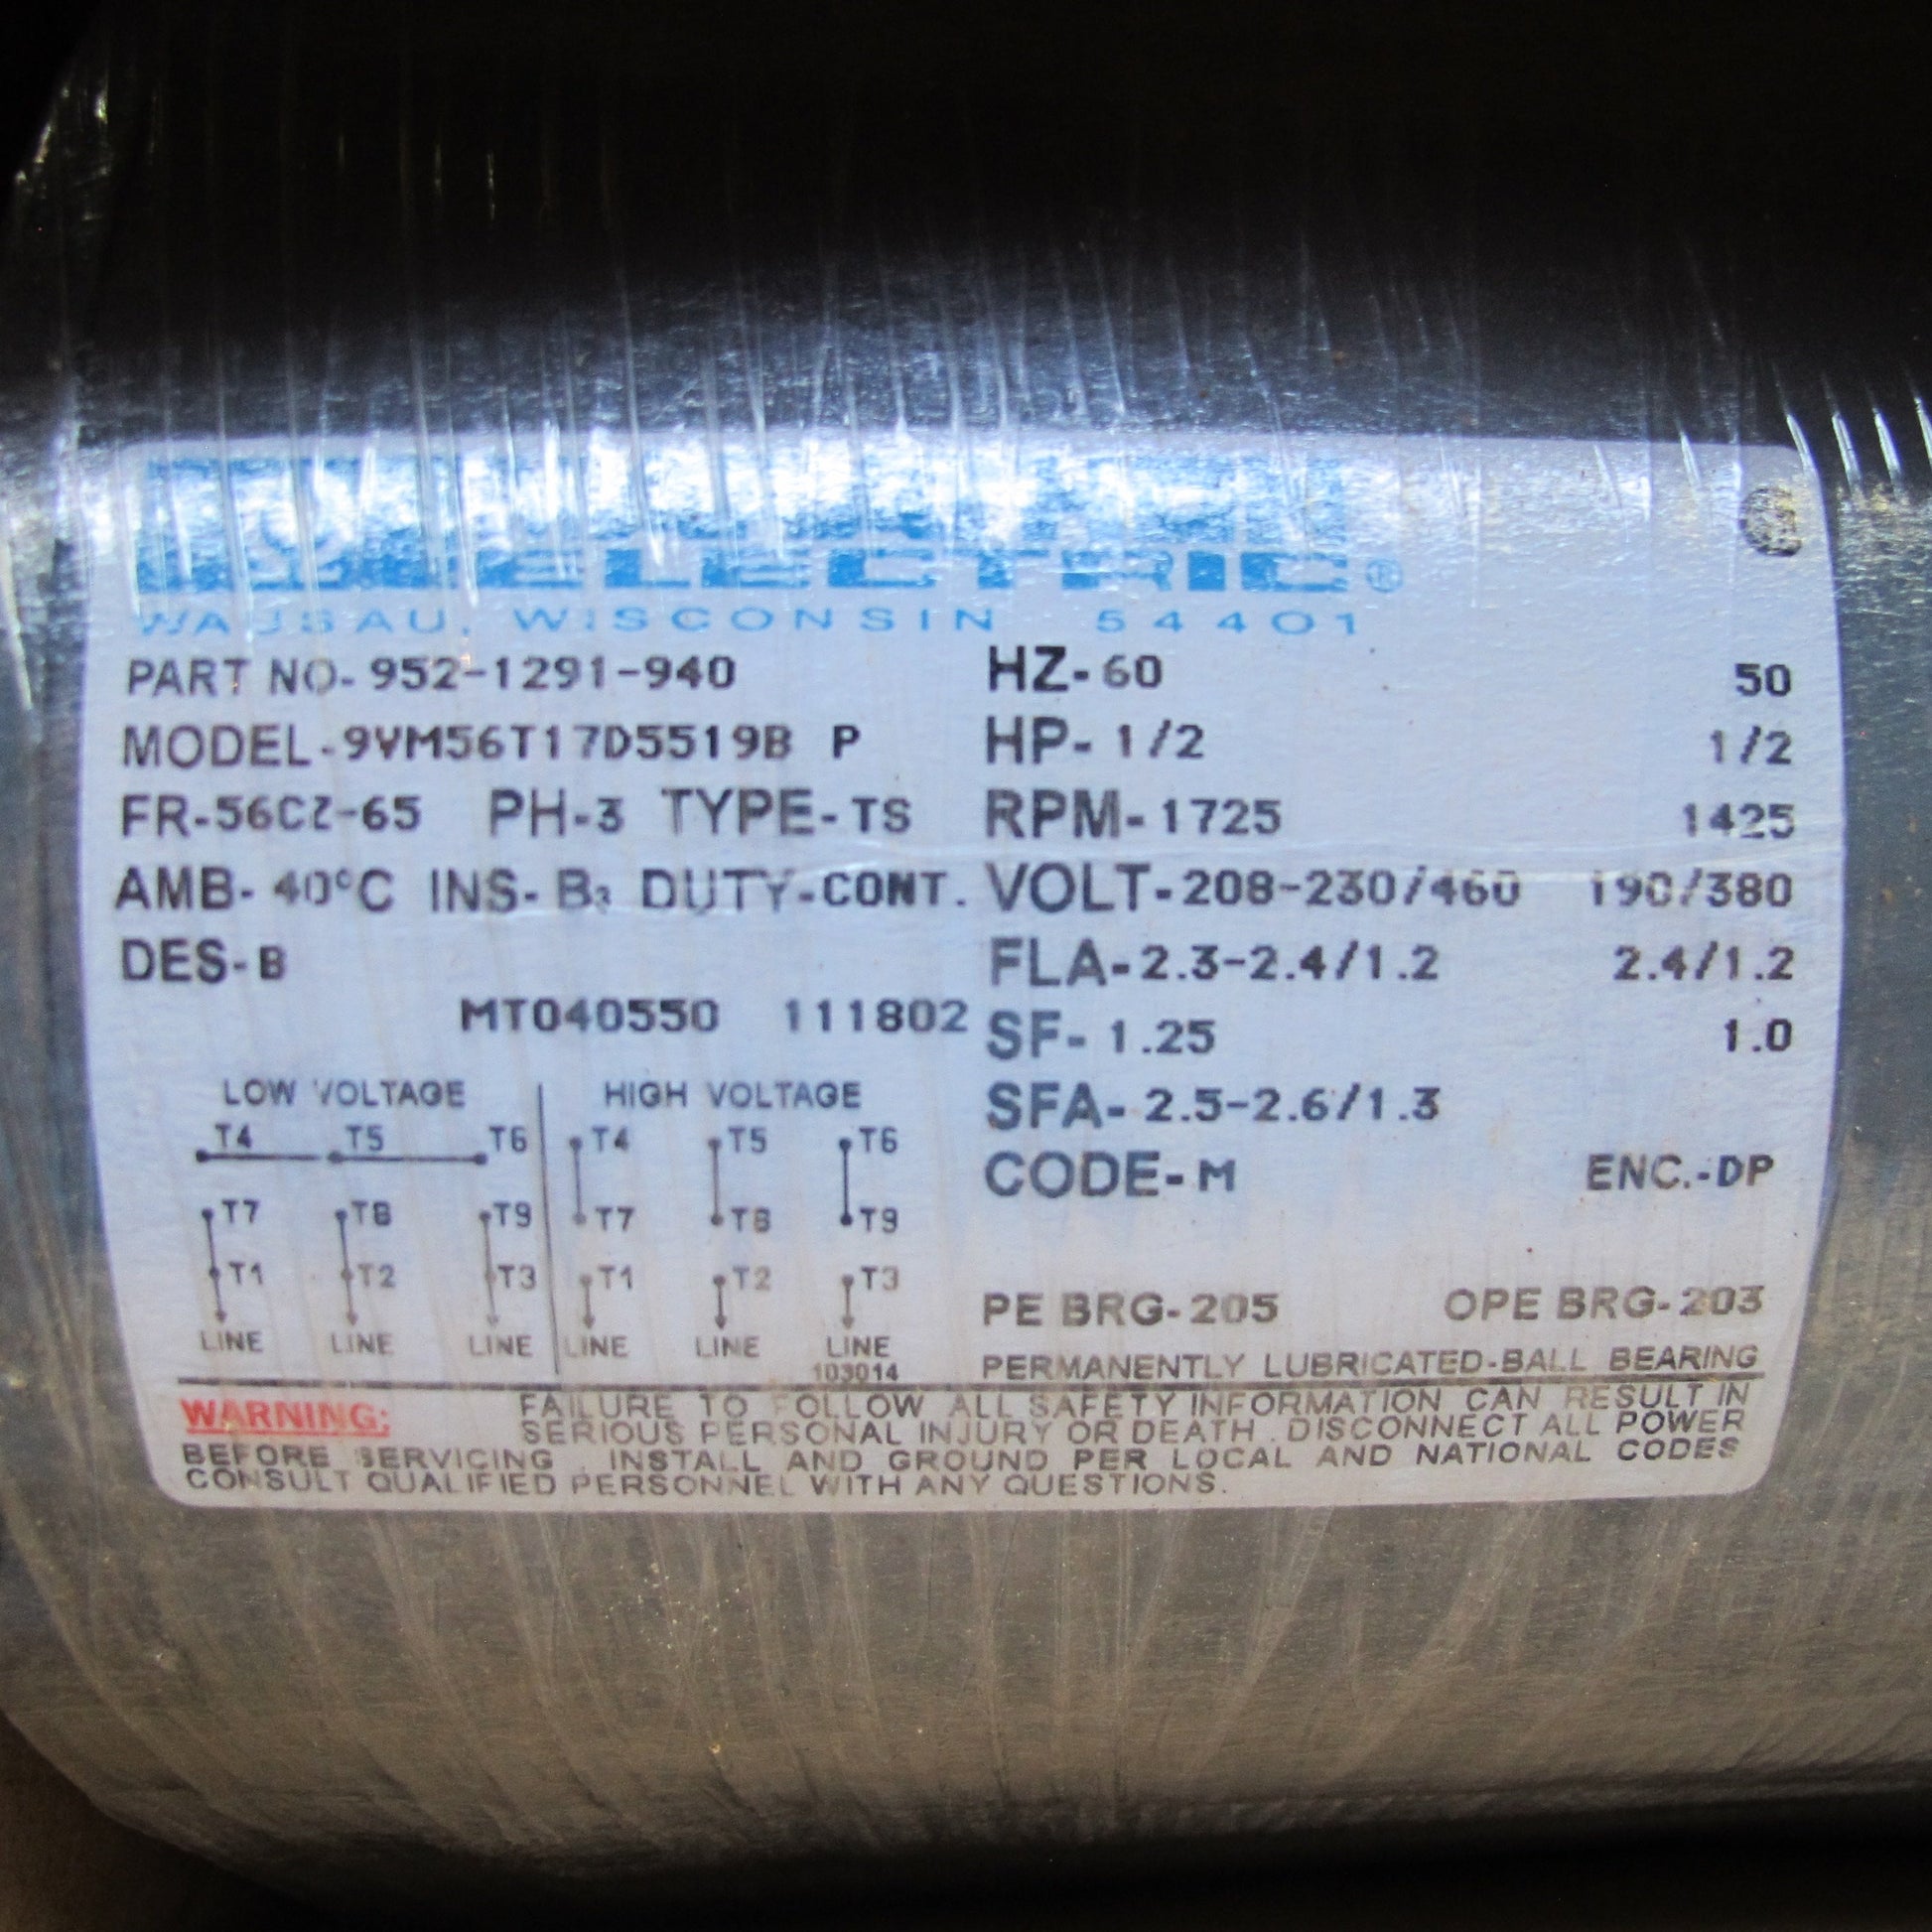 ELECTRIC®
WAUSAU, WISCONSIN 54401
PART NO- 952-1291-940 HZ- 60 50
MODEL- 9VM56T17D5519B P HP- 1/2 1/2
FR-56CZ-65 PH-3 TYPE-TS RPM- 1725 1425
AMB- 40°C INS- B3 DUTY-CONT. VOLT-208-230/460 190/380
DES- B FLA-2.3-2.4/1.2 2.4/1.2
MT040550 111802 SF- 1.25 1.0
LOW VOLTAGE HIGH VOLTAGE SFA- 2.5-2.6/1.3
T4 T5 T6 T4 T5 T6 CODE- M ENC.-DP
T7 T8 T9 T7 T8 T9
T1 T2 T3 T1 T2 T3 PE BRG-205 OPE BRG-203
LINE LINE LINE LINE LINE LINE
103014 PERMANENTLY LUBRICATED-BALL BEARING
WARNING: FAILURE TO FOLLOW ALL SAFETY INFORMATION CAN RESULT IN
SERIOUS PERSONAL INJURY OR DEATH. DISCONNECT ALL POWER
BEFORE SERVICING. INSTALL AND GROUND PER LOCAL AND NATIONAL CODES
CONSULT QUALIFIED PERSONNEL WITH ANY QUESTIONS.